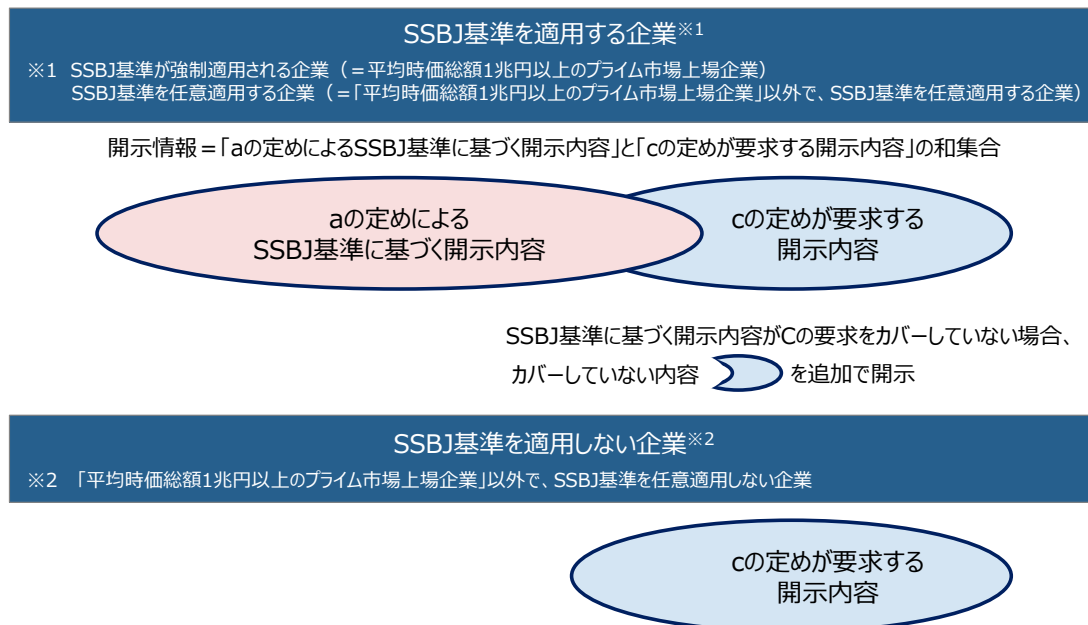 SSBJ基準を適用する企業※1
※1 SSBJ基準が強制適用される企業（＝平均時価総額1兆円以上のプライム市場上場企業）
SSBJ基準を任意適用する企業（＝「平均時価総額1兆円以上のプライム市場上場企業」以外で、SSBJ基準を任意適用する企業）
開示情報＝「aの定めによるSSBJ基準に基づく開示内容」と「cの定めが要求する開示内容」の和集合
aの定めによる
SSBJ基準に基づく開示内容
cの定めが要求する
開示内容
SSBJ基準に基づく開示内容がCの要求をカバーしていない場合、
カバーしていない内容 を追加で開示
SSBJ基準を適用しない企業※2
※2 「平均時価総額1兆円以上のプライム市場上場企業」以外で、SSBJ基準を任意適用しない企業
cの定めが要求する
開示内容